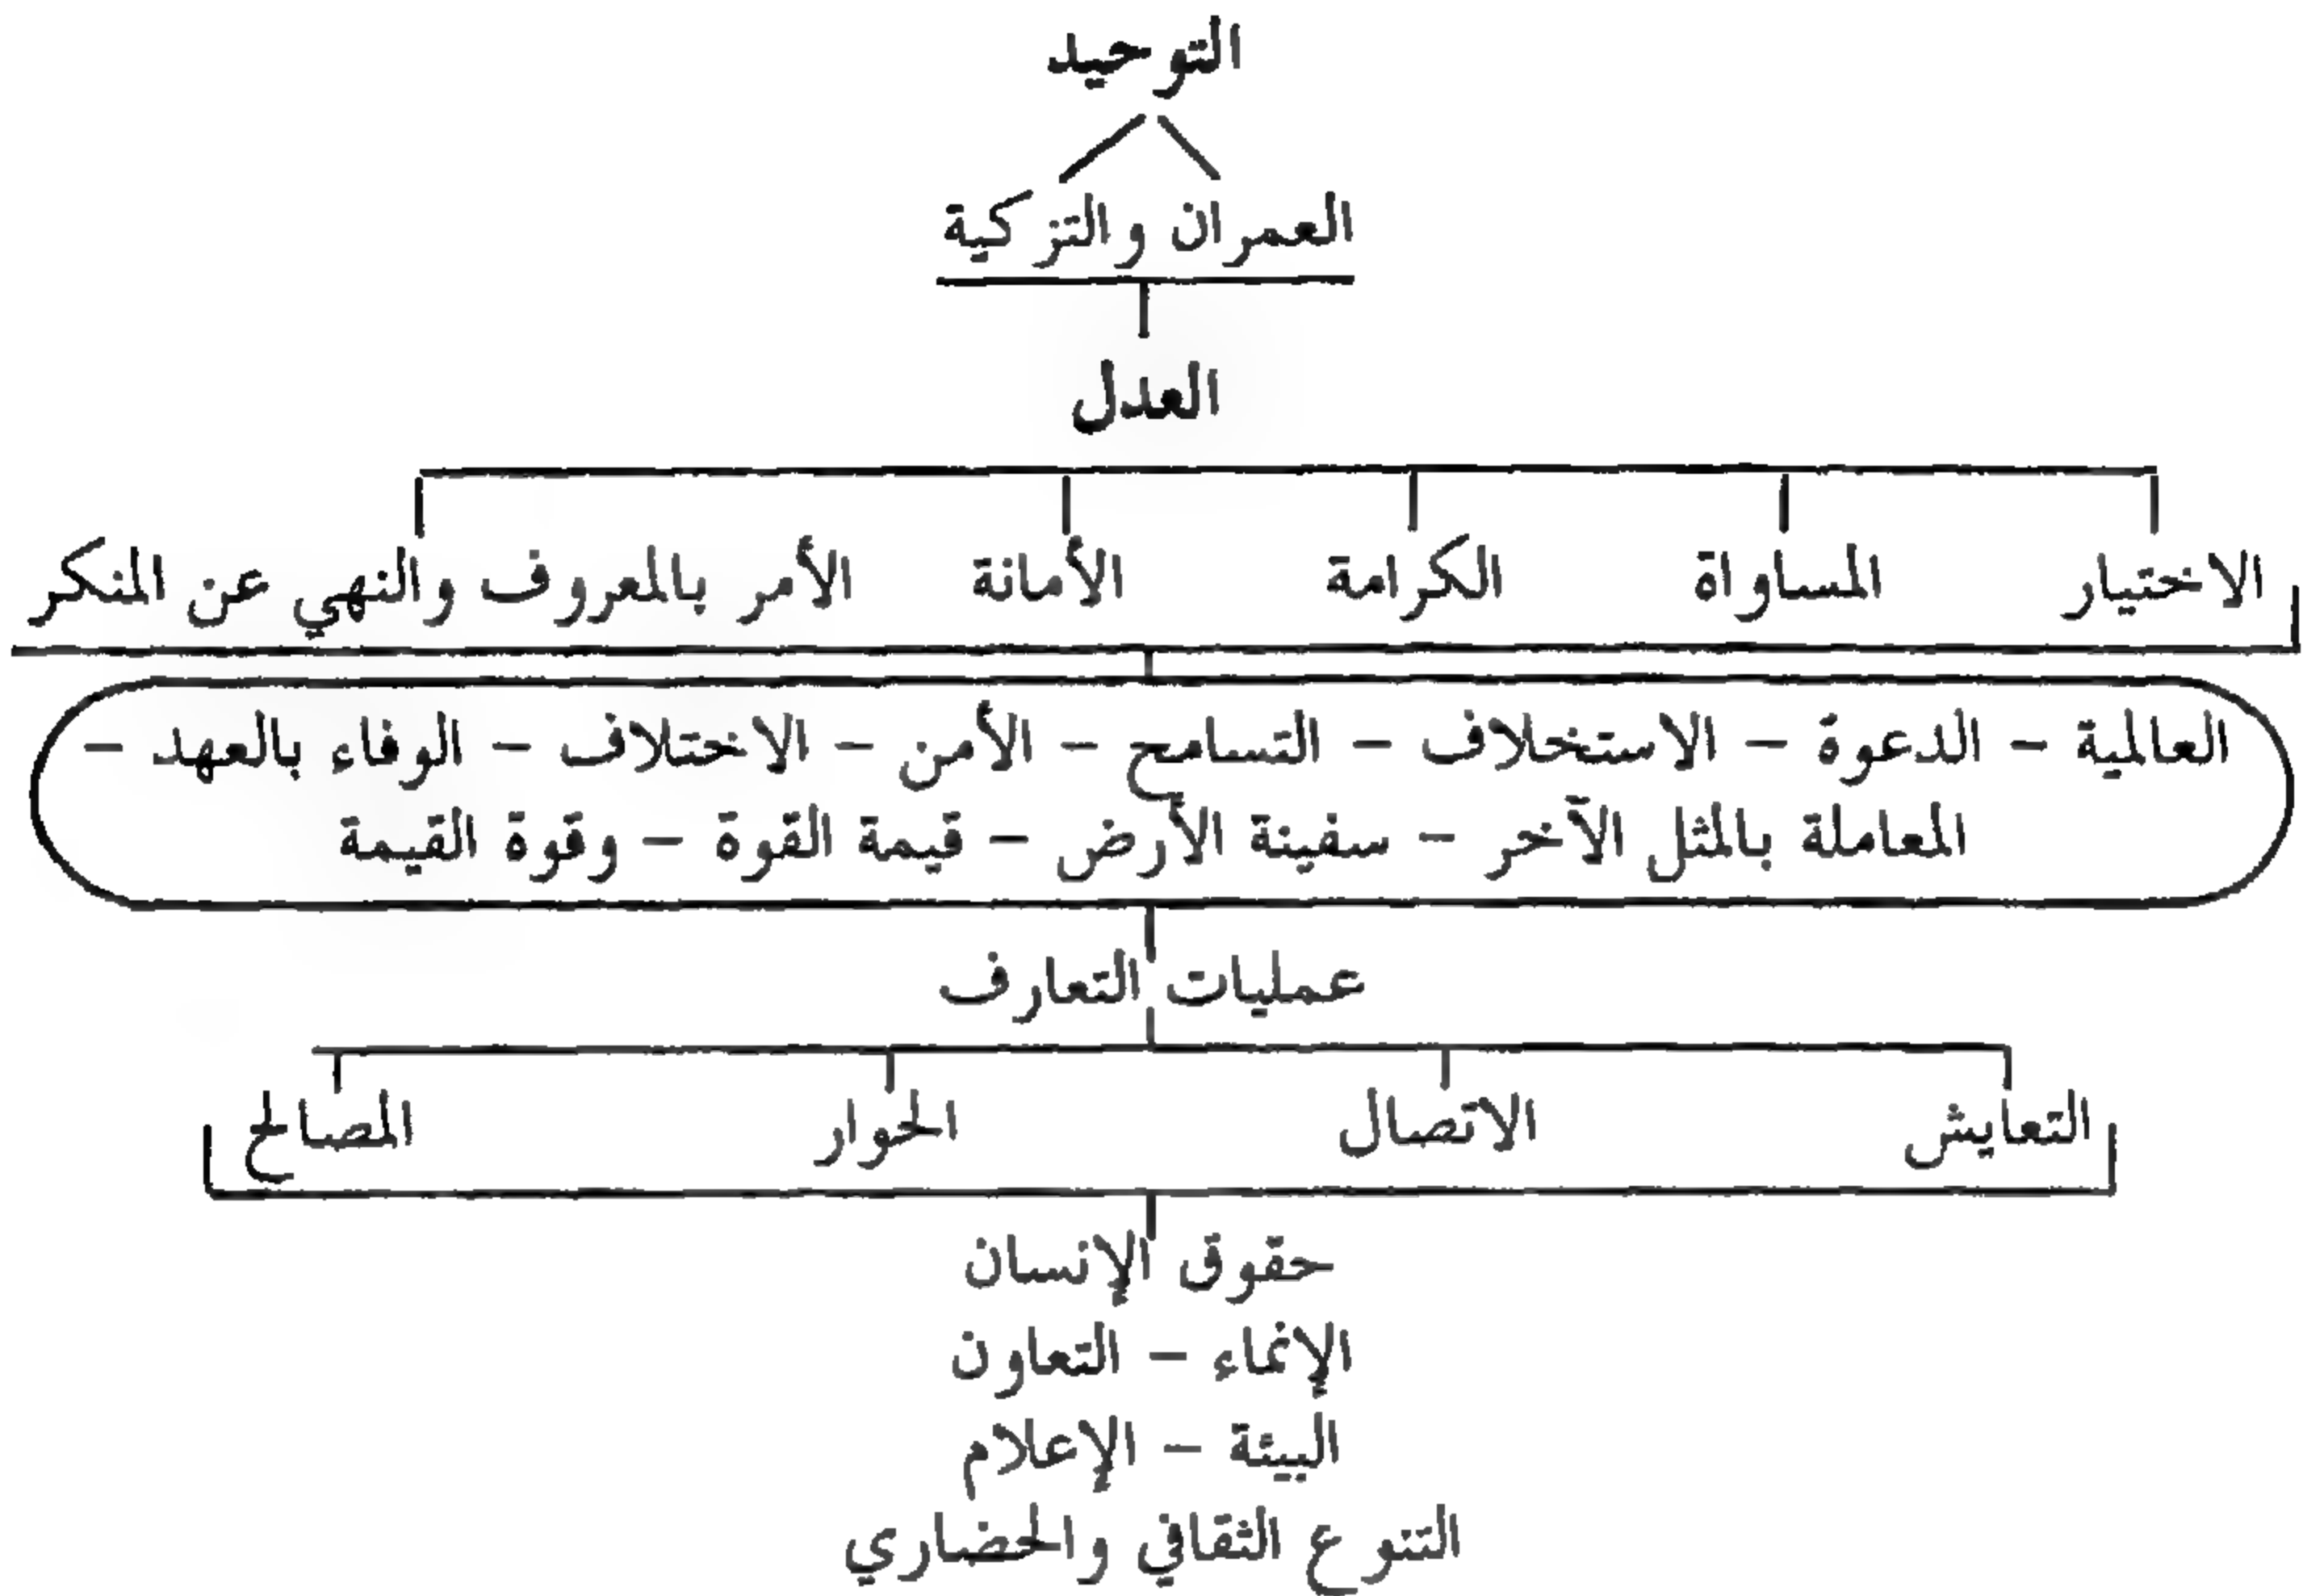 التوحيد
العمران والتزكية
العدل
الاختيار المساواة الكرامة الأمانة الأمر بالمعروف والنهي عن المنكر
العالمية – الدعوة – الاستخلاف – التسامح – الأمن – الاختلاف – الوفاء بالعهد –
المعاملة بالمثل الآخر – سفينة الأرض – قيمة القوة – وقوة القيمة
عمليات التعارف
التعايش الاتصال الحوار المصالح
حقوق الإنسان
الإنماء – التعاون
البيئة – الإعلام
التنوع الثقافي والحضاري